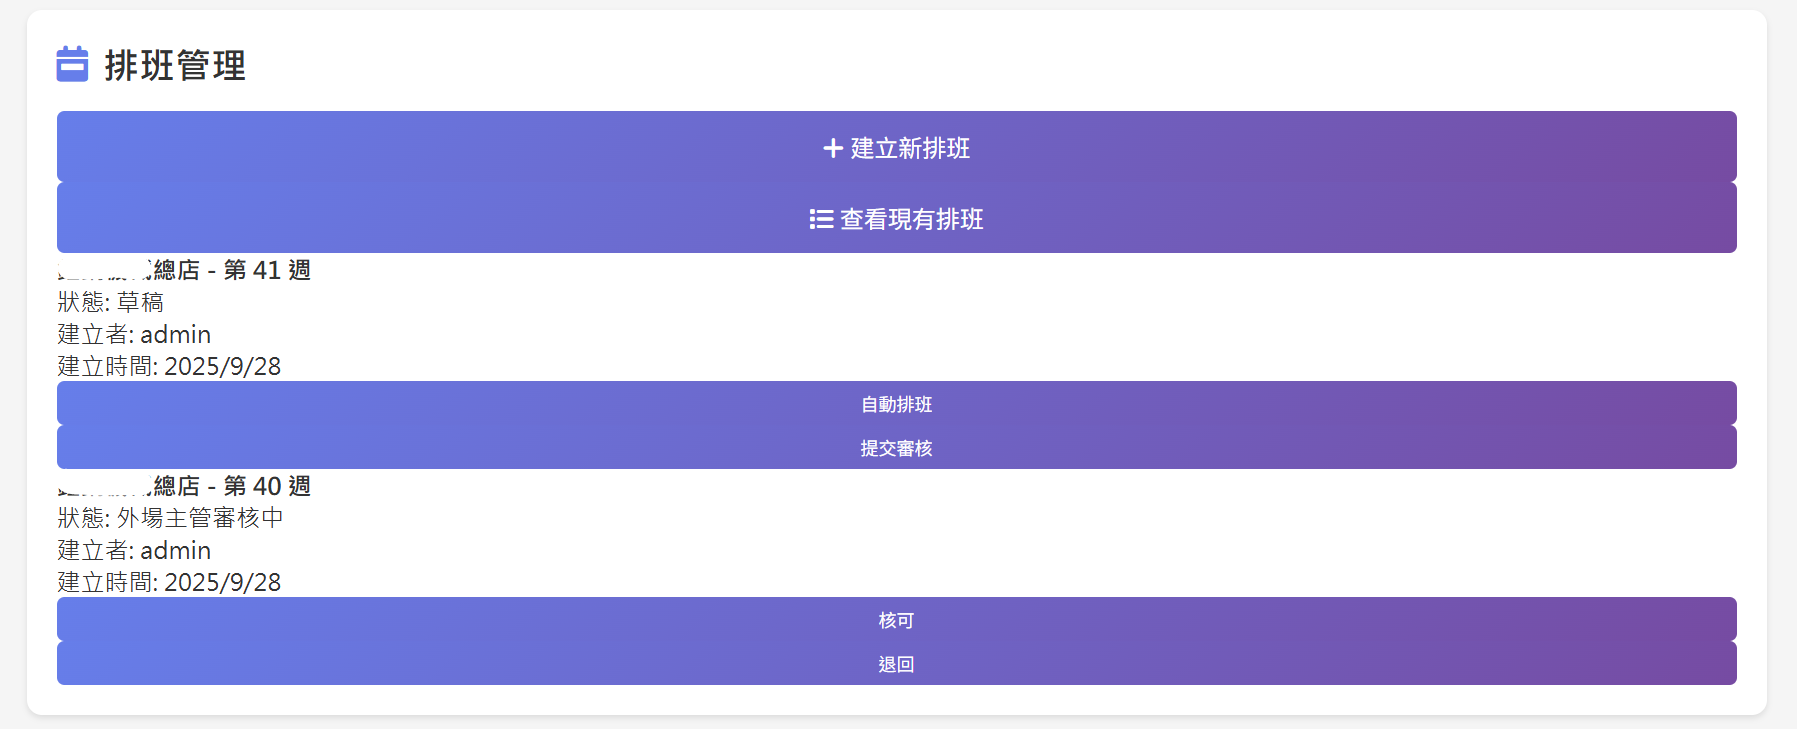 排班管理
建立新排班
查看現有排班
總店 - 第 41 週
狀態: 草稿
建立者: admin
建立時間: 2025/9/28
自動排班
提交審核
總店 - 第 40 週
狀態: 外場主管審核中
建立者: admin
建立時間: 2025/9/28
核可
退回